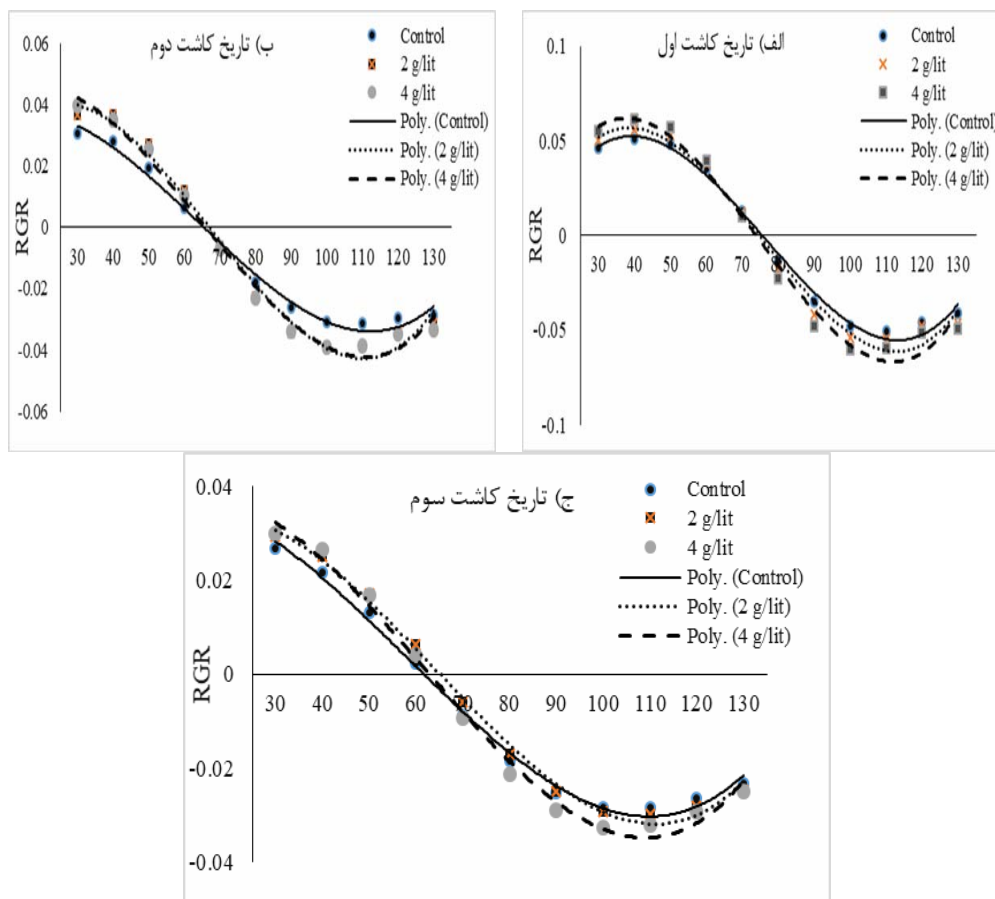 ب) تاریخ کاشت دوم
Control
2 g/lit
4 g/lit
Poly. (Control)
Poly. (2 g/lit)
Poly. (4 g/lit)
RGR
0.06
0.04
0.02
0
-0.02
-0.04
-0.06
30 40 50 60 70 80 90 100 110 120 130
الف) تاریخ کاشت اول
Control
2 g/lit
4 g/lit
Poly. (Control)
Poly. (2 g/lit)
Poly. (4 g/lit)
RGR
0.1
0.05
0
-0.05
-0.1
30 40 50 60 70 80 90 100 110 120 130
ج) تاریخ کاشت سوم
Control
2 g/lit
4 g/lit
Poly. (Control)
Poly. (2 g/lit)
Poly. (4 g/lit)
RGR
0.04
0.02
0
-0.02
-0.04
30 40 50 60 70 80 90 100 110 120 130